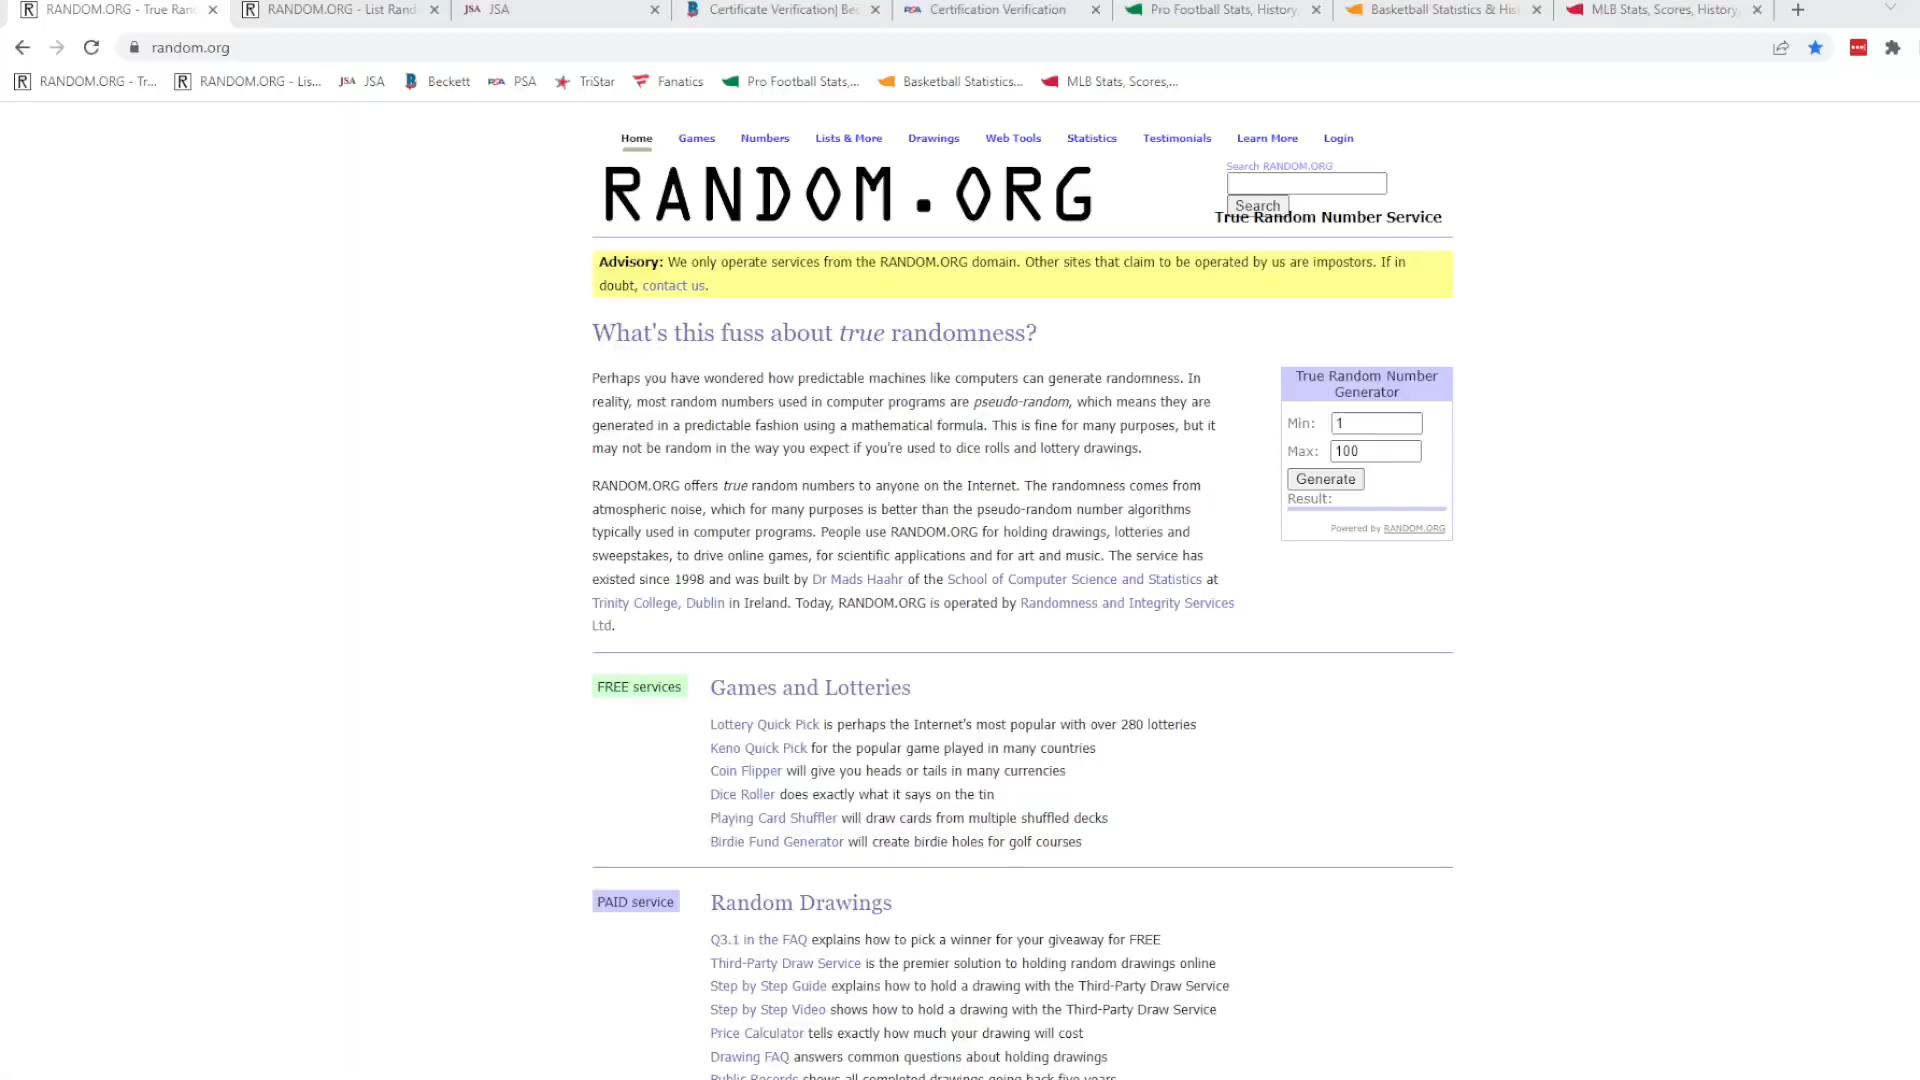 RANDOM.ORG - True Ran
RANDOM.ORG - List Rand
JSA JSA
Certificate Verification| Be
PSA Certification Verification
Pro Football Stats, History,
Basketball Statistics & His
MLB Stats, Scores, History,
random.org
RANDOM.ORG - Tr...
RANDOM.ORG - Lis...
JSA JSA
Beckett
PSA PSA
TriStar
Fanatics
Pro Football Stats,...
Basketball Statistics...
MLB Stats, Scores,...
Home Games Numbers Lists & More Drawings Web Tools Statistics Testimonials Learn More Login
RANDOM.ORG
Search RANDOM.ORG
Search
True Random Number Service
Advisory: We only operate services from the RANDOM.ORG domain. Other sites that claim to be operated by us are impostors. If in
doubt, contact us.
What's this fuss about true randomness?
Perhaps you have wondered how predictable machines like computers can generate randomness. In
reality, most random numbers used in computer programs are pseudo-random, which means they are
generated in a predictable fashion using a mathematical formula. This is fine for many purposes, but it
may not be random in the way you expect if you're used to dice rolls and lottery drawings.
RANDOM.ORG offers true random numbers to anyone on the Internet. The randomness comes from
atmospheric noise, which for many purposes is better than the pseudo-random number algorithms
typically used in computer programs. People use RANDOM.ORG for holding drawings, lotteries and
sweepstakes, to drive online games, for scientific applications and for art and music. The service has
existed since 1998 and was built by Dr Mads Haahr of the School of Computer Science and Statistics at
Trinity College, Dublin in Ireland. Today, RANDOM.ORG is operated by Randomness and Integrity Services
Ltd.
True Random Number
Generator
Min: 1
Max: 100
Generate
Result:
Powered by RANDOM.ORG
FREE services
Games and Lotteries
Lottery Quick Pick is perhaps the Internet's most popular with over 280 lotteries
Keno Quick Pick for the popular game played in many countries
Coin Flipper will give you heads or tails in many currencies
Dice Roller does exactly what it says on the tin
Playing Card Shuffler will draw cards from multiple shuffled decks
Birdie Fund Generator will create birdie holes for golf courses
PAID service
Random Drawings
Q3.1 in the FAQ explains how to pick a winner for your giveaway for FREE
Third-Party Draw Service is the premier solution to holding random drawings online
Step by Step Guide explains how to hold a drawing with the Third-Party Draw Service
Step by Step Video shows how to hold a drawing with the Third-Party Draw Service
Price Calculator tells exactly how much your drawing will cost
Drawing FAQ answers common questions about holding drawings
Public Records shows all completed drawings going back five years